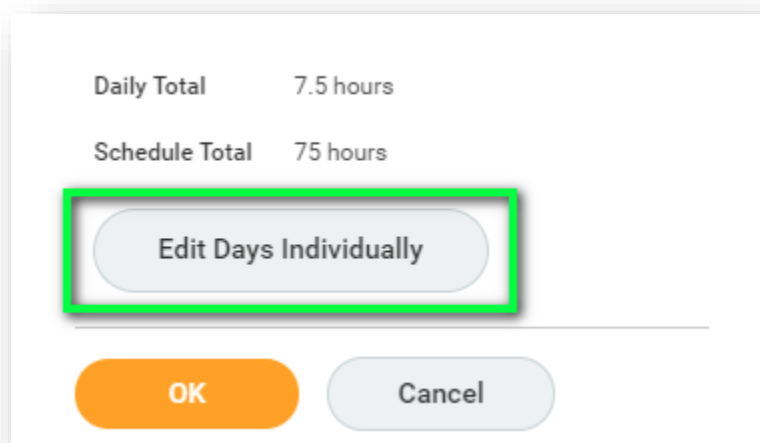 Daily Total 7.5 hours
Schedule Total 75 hours
Edit Days Individually
OK Cancel